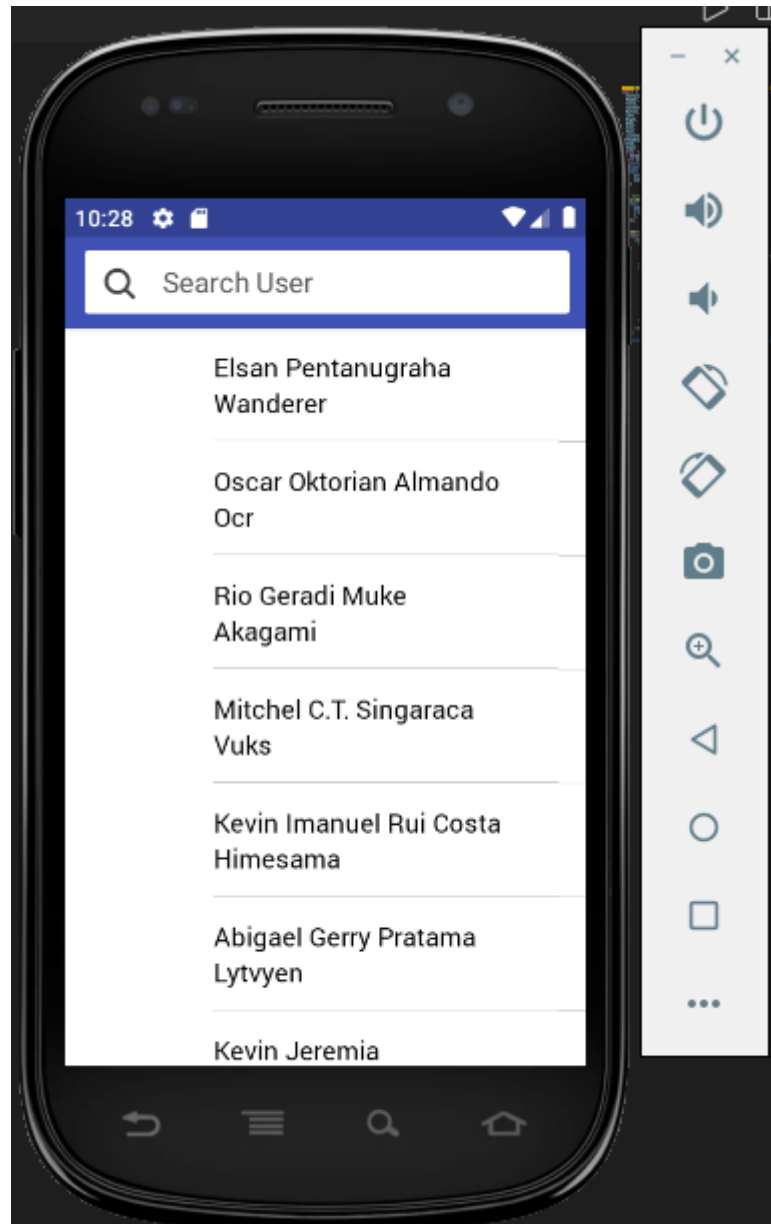 10:28
Search User
Elsan Pentanugraha
Wanderer
Oscar Oktorian Almando
Ocr
Rio Geradi Muke
Akagami
Mitchel C.T. Singaraca
Vuks
Kevin Imanuel Rui Costa
Himesama
Abigael Gerry Pratama
Lytvyen
Kevin Jeremia